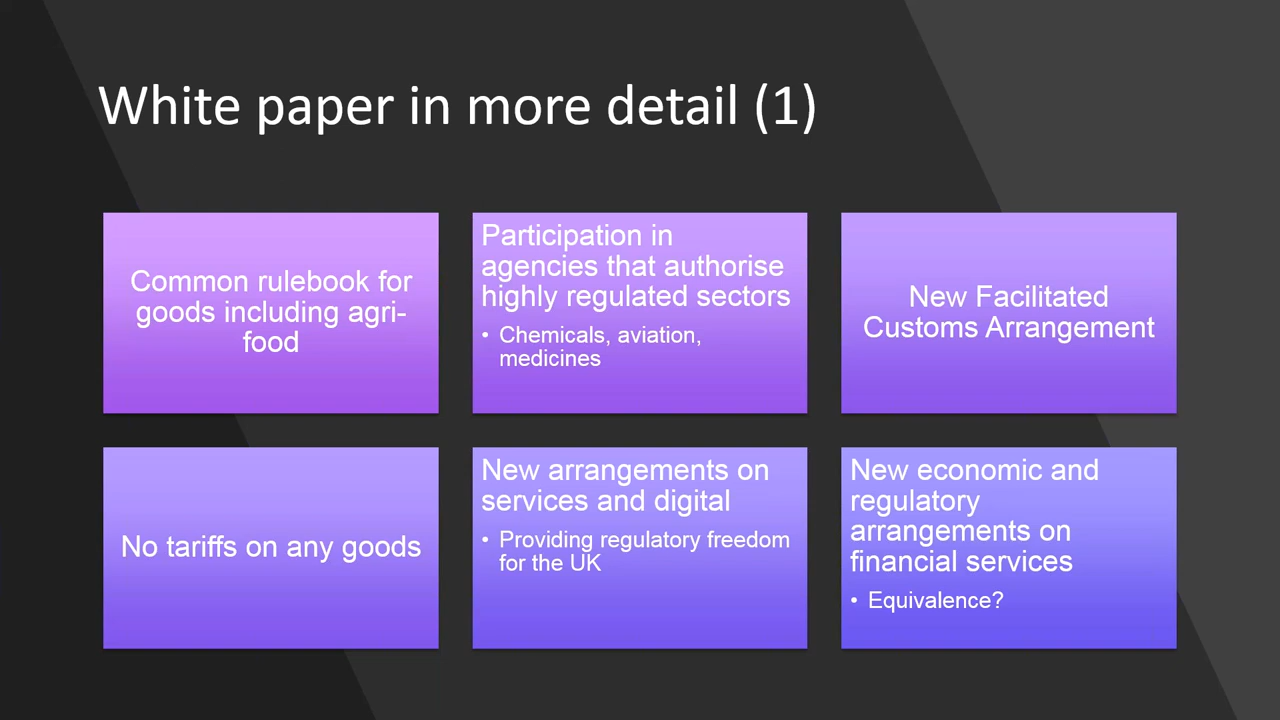 White paper in more detail (1)
Common rulebook for
goods including agri-
food
Participation in
agencies that authorise
highly regulated sectors
• Chemicals, aviation,
medicines
New Facilitated
Customs Arrangement
No tariffs on any goods
New arrangements on
services and digital
• Providing regulatory freedom
for the UK
New economic and
regulatory
arrangements on
financial services
• Equivalence?